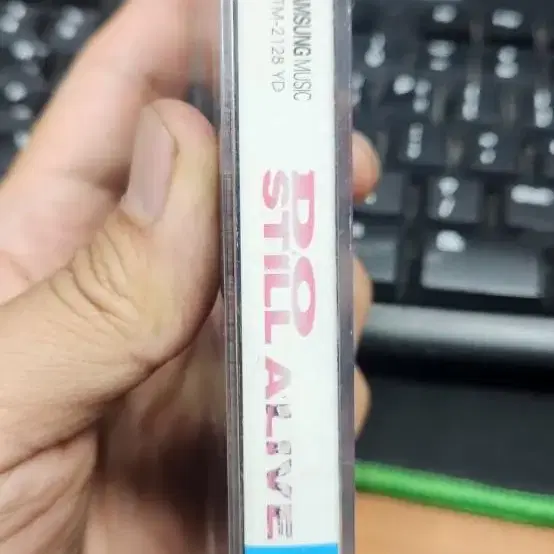 AMSUNG MUSIC
TM-2128 YD
DO
STILL ALIVE